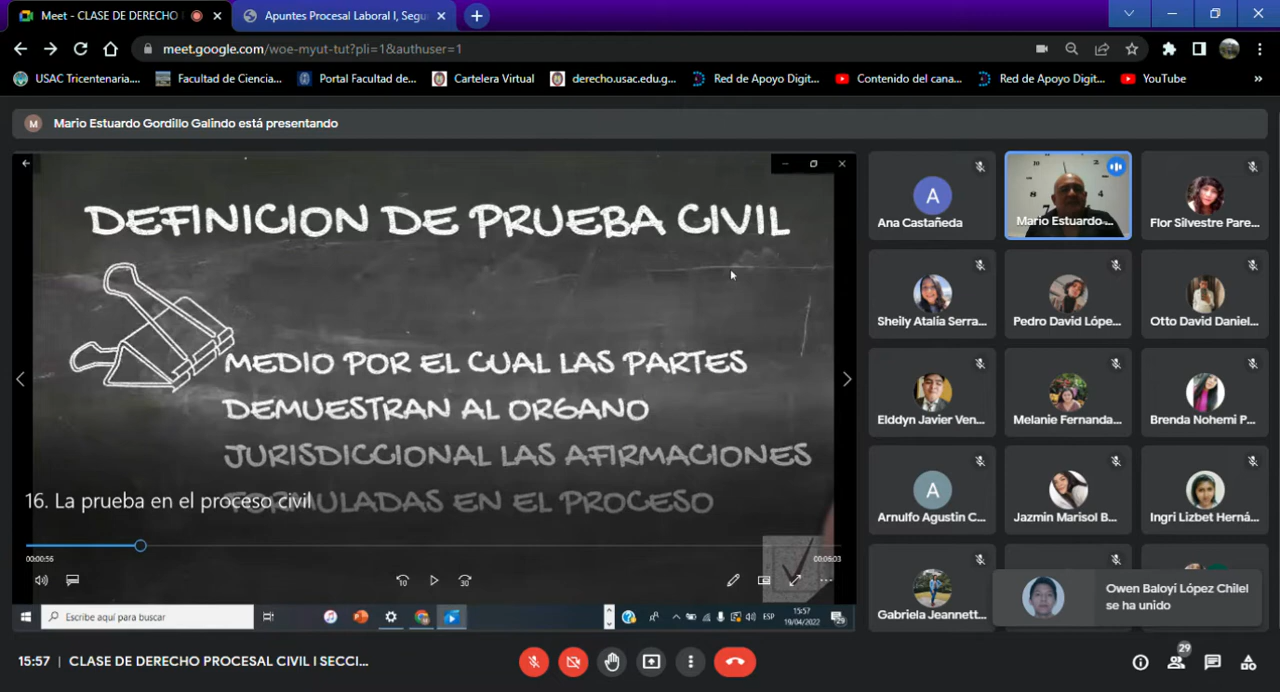 Meet - CLASE DE DERECHO
Apuntes Procesal Laboral I, Segu
meet.google.com/woe-myut-tut?pli=1&authuser=1
USAC Tricentenaria....
Facultad de Ciencia...
Portal Facultad de...
Cartelera Virtual
derecho.usac.edu.g...
Red de Apoyo Digit...
Contenido del cana...
Red de Apoyo Digit...
YouTube
»
M
Mario Estuardo Gordillo Galindo está presentando
DEFINICION DE PRUEBA CIVIL
MEDIO POR EL CUAL LAS PARTES
DEMUESTRAN AL ORGANO
JURISDICCIONAL LAS AFIRMACIONES
FORMULADAS EN EL PROCESO
16. La prueba en el proceso civil
00:00:56
00:05:03
10
30
Escribe aquí para buscar
ESP
15:57
19/04/2022
A
Ana Castañeda
Mario Estuardo ...
Flor Silvestre Pare...
Sheily Atalía Serra...
Pedro David Lópe...
Otto David Daniel...
Elddyn Javier Ven...
Melanie Fernanda...
Brenda Nohemi P...
A
Arnulfo Agustin C...
Jazmin Marisol B...
Ingri Lizbet Herná...
Gabriela Jeannett...
Owen Baloyi López Chilel
se ha unido
15:57 | CLASE DE DERECHO PROCESAL CIVIL I SECCI...
29